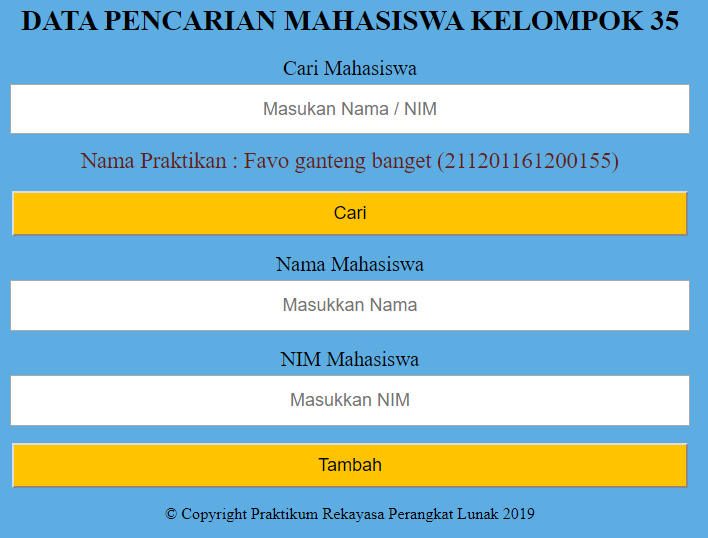 DATA PENCARIAN MAHASISWA KELOMPOK 35
Cari Mahasiswa
Masukan Nama / NIM
Nama Praktikan : Favo ganteng banget (211201161200155)
Cari
Nama Mahasiswa
Masukkan Nama
NIM Mahasiswa
Masukkan NIM
Tambah
© Copyright Praktikum Rekayasa Perangkat Lunak 2019